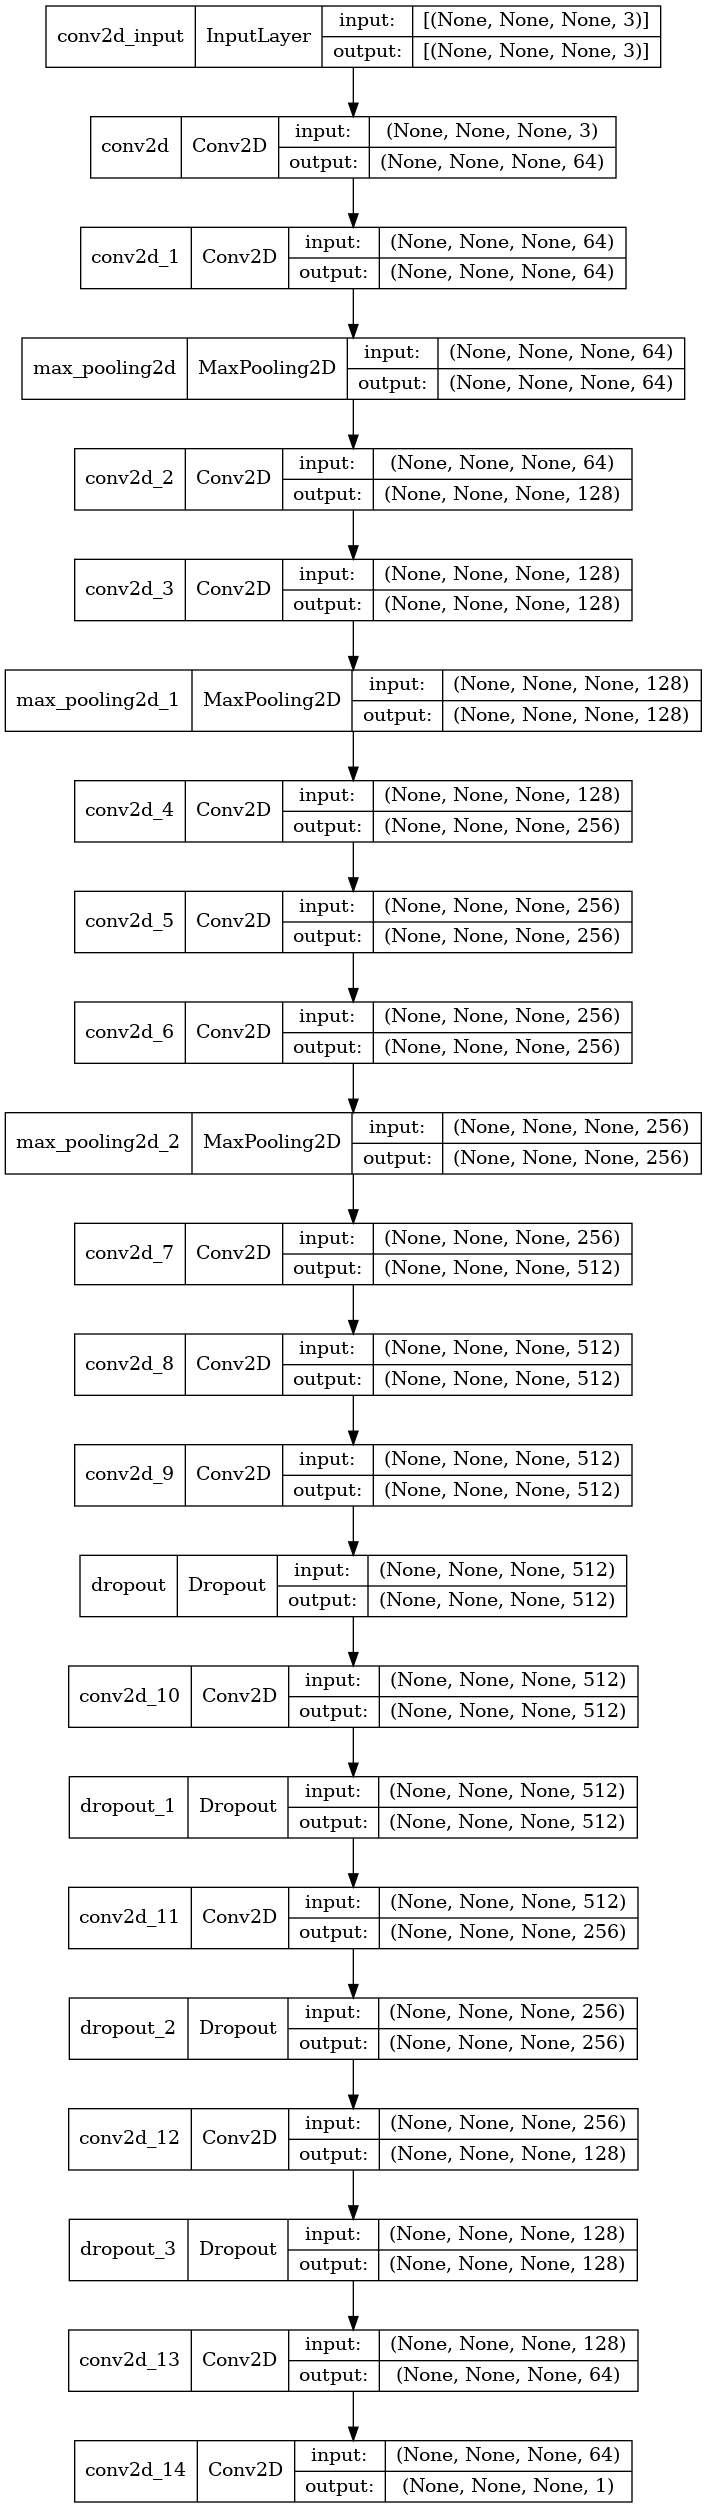 conv2d_input InputLayer input: [(None, None, None, 3)]
output: [(None, None, None, 3)]
conv2d Conv2D input: (None, None, None, 3)
output: (None, None, None, 64)
conv2d_1 Conv2D input: (None, None, None, 64)
output: (None, None, None, 64)
max_pooling2d MaxPooling2D input: (None, None, None, 64)
output: (None, None, None, 64)
conv2d_2 Conv2D input: (None, None, None, 64)
output: (None, None, None, 128)
conv2d_3 Conv2D input: (None, None, None, 128)
output: (None, None, None, 128)
max_pooling2d_1 MaxPooling2D input: (None, None, None, 128)
output: (None, None, None, 128)
conv2d_4 Conv2D input: (None, None, None, 128)
output: (None, None, None, 256)
conv2d_5 Conv2D input: (None, None, None, 256)
output: (None, None, None, 256)
conv2d_6 Conv2D input: (None, None, None, 256)
output: (None, None, None, 256)
max_pooling2d_2 MaxPooling2D input: (None, None, None, 256)
output: (None, None, None, 256)
conv2d_7 Conv2D input: (None, None, None, 256)
output: (None, None, None, 512)
conv2d_8 Conv2D input: (None, None, None, 512)
output: (None, None, None, 512)
conv2d_9 Conv2D input: (None, None, None, 512)
output: (None, None, None, 512)
dropout Dropout input: (None, None, None, 512)
output: (None, None, None, 512)
conv2d_10 Conv2D input: (None, None, None, 512)
output: (None, None, None, 512)
dropout_1 Dropout input: (None, None, None, 512)
output: (None, None, None, 512)
conv2d_11 Conv2D input: (None, None, None, 512)
output: (None, None, None, 256)
dropout_2 Dropout input: (None, None, None, 256)
output: (None, None, None, 256)
conv2d_12 Conv2D input: (None, None, None, 256)
output: (None, None, None, 128)
dropout_3 Dropout input: (None, None, None, 128)
output: (None, None, None, 128)
conv2d_13 Conv2D input: (None, None, None, 128)
output: (None, None, None, 64)
conv2d_14 Conv2D input: (None, None, None, 64)
output: (None, None, None, 1)